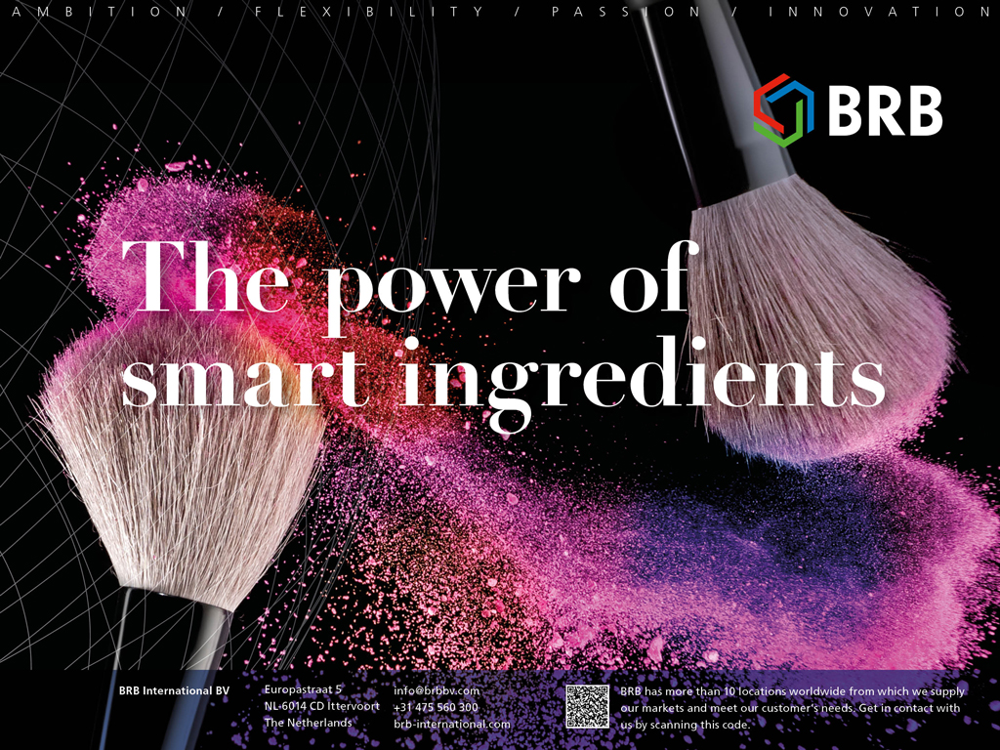 AMBITION / FLEXIBILITY / PASSION / INNOVATION
BRB
The power of
smart ingredients
BRB International BV
Europastraat 5
NL-6014 CD Ittervoort
The Netherlands
info@brbbv.com
+31 475 560 300
brb-international.com
BRB has more than 10 locations worldwide from which we supply
our markets and meet our customer's needs. Get in contact with
us by scanning this code.